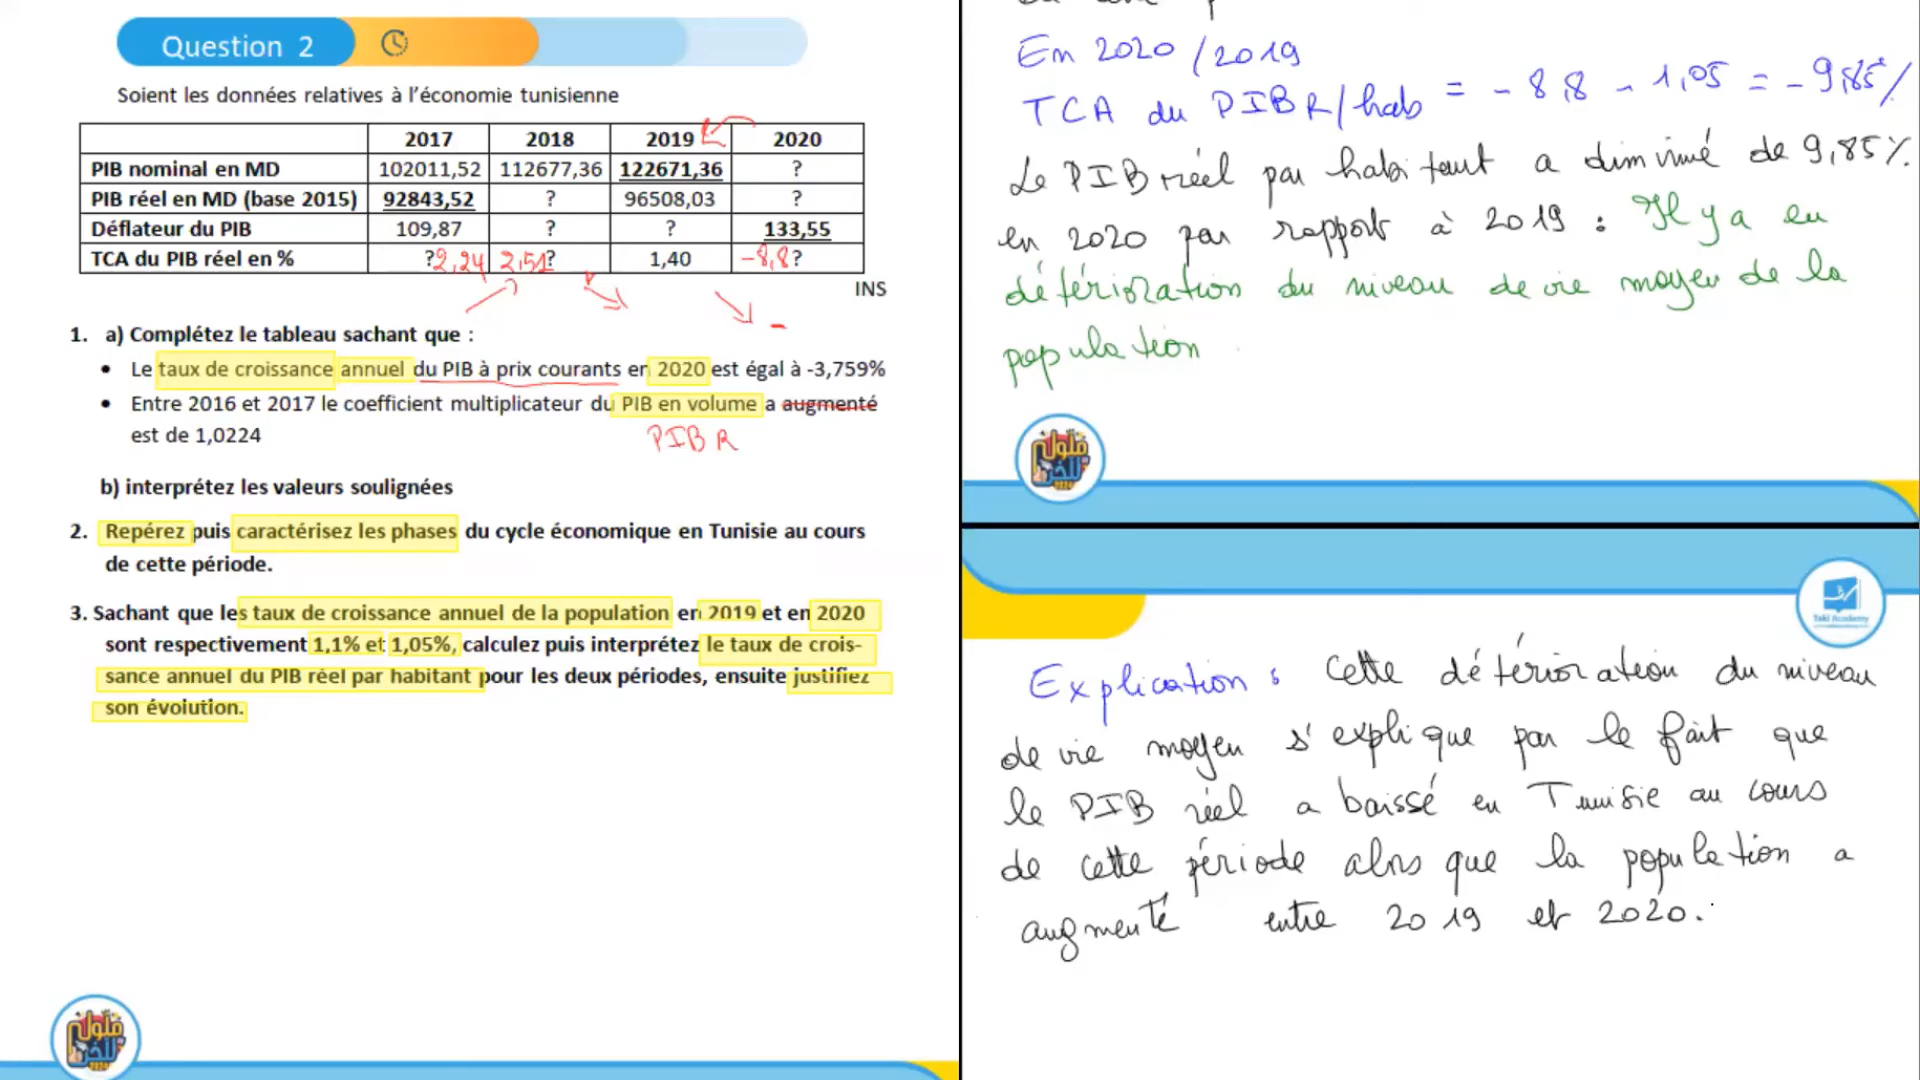 Question 2
Soient les données relatives à l'économie tunisienne
2017 2018 2019 2020
PIB nominal en MD 102011,52 112677,36 122671,36 ?
PIB réel en MD (base 2015) 92843,52 ? 96508,03 ?
Déflateur du PIB 109,87 ? ? 133,55
TCA du PIB réel en % ?2,24 2,51? 1,40 -8,8?
INS
1. a) Complétez le tableau sachant que :
• Le taux de croissance annuel du PIB à prix courants en 2020 est égal à -3,759%
• Entre 2016 et 2017 le coefficient multiplicateur du PIB en volume a augmenté
est de 1,0224
PIB R
b) interprétez les valeurs soulignées
2. Repérez puis caractérisez les phases du cycle économique en Tunisie au cours
de cette période.
3. Sachant que les taux de croissance annuel de la population en 2019 et en 2020
sont respectivement 1,1% et 1,05%, calculez puis interprétez le taux de crois-
sance annuel du PIB réel par habitant pour les deux périodes, ensuite justifiez
son évolution.
En 2020/2019
TCA du PIBR/hab = -8,8 - 1,05 = -9,85%
Le PIB réel par habitant a diminué de 9,85%
en 2020 par rapport à 2019 : Il y a eu
détérioration du niveau de vie moyen de la
population
Taki Academy
Explication : Cette détérioration du niveau
de vie moyen s'explique par le fait que
le PIB réel a baissé en Tunisie au cours
de cette période alors que la population a
augmenté entre 2019 et 2020.